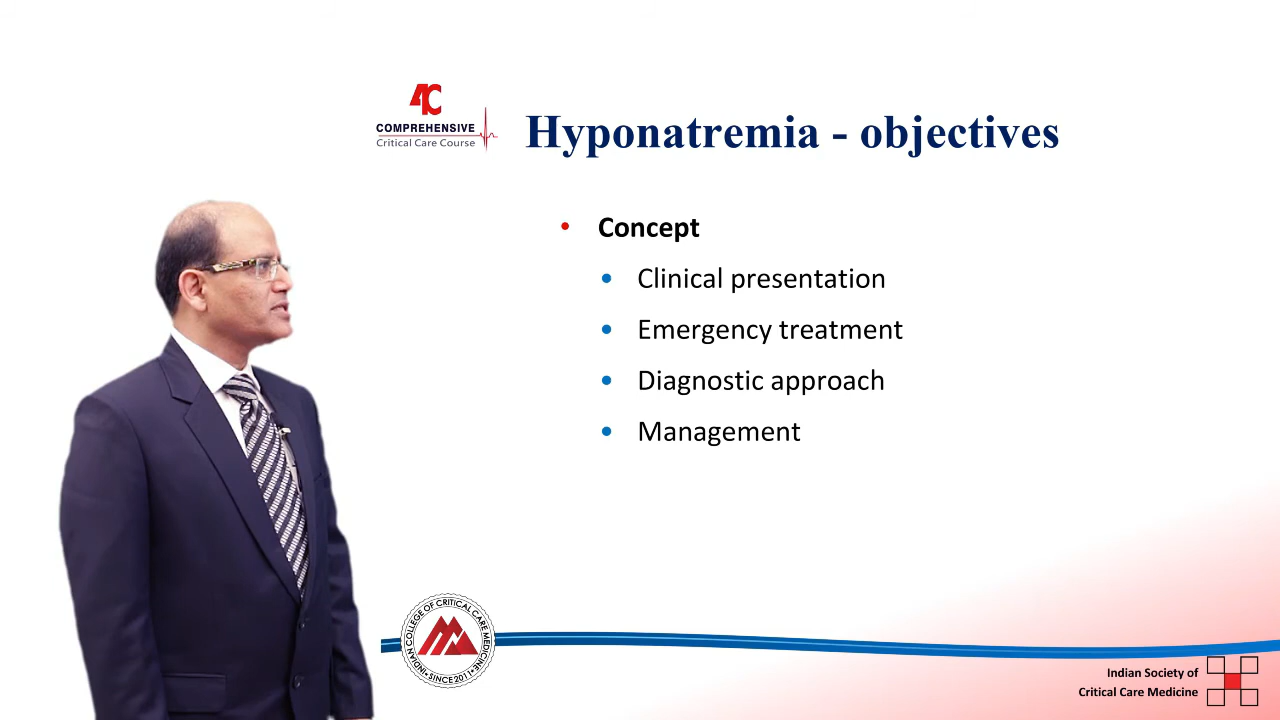 4C
COMPREHENSIVE
Critical Care Course
Hyponatremia - objectives
• Concept
• Clinical presentation
• Emergency treatment
• Diagnostic approach
• Management
INDIAN COLLEGE OF CRITICAL CARE MEDICINE
SINCE 2011
Indian Society of
Critical Care Medicine